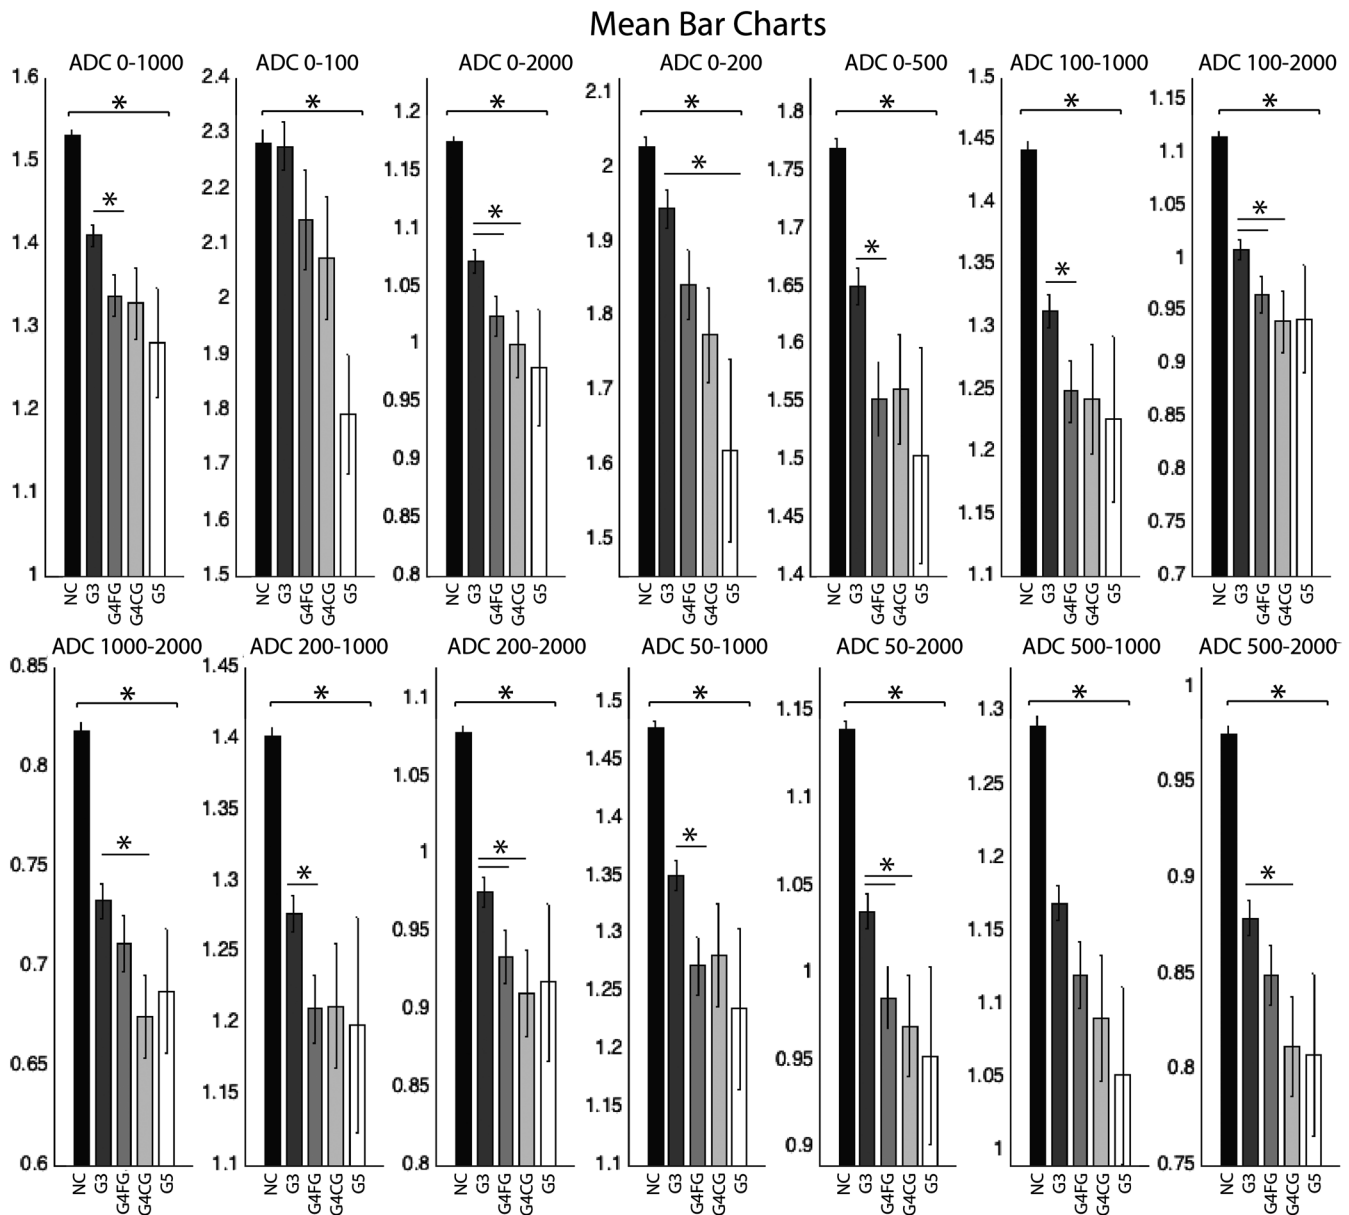 Mean Bar Charts
ADC 0-1000
1.6
1.5
1.4
1.3
1.2
1.1
1
*
*
NC
G3
G4FG
G4CG
G5
ADC 0-100
2.4
2.3
2.2
2.1
2
1.9
1.8
1.7
1.6
1.5
*
NC
G3
G4FG
G4CG
G5
ADC 0-2000
1.2
1.15
1.1
1.05
1
0.95
0.9
0.85
0.8
*
*
NC
G3
G4FG
G4CG
G5
ADC 0-200
2.1
2
1.9
1.8
1.7
1.6
1.5
*
*
NC
G3
G4FG
G4CG
G5
ADC 0-500
1.8
1.75
1.7
1.65
1.6
1.55
1.5
1.45
1.4
*
*
NC
G3
G4FG
G4CG
G5
ADC 100-1000
1.5
1.45
1.4
1.35
1.3
1.25
1.2
1.15
1.1
*
*
NC
G3
G4FG
G4CG
G5
ADC 100-2000
1.15
1.1
1.05
1
0.95
0.9
0.85
0.8
0.75
0.7
*
*
NC
G3
G4FG
G4CG
G5
ADC 1000-2000
0.85
0.8
0.75
0.7
0.65
0.6
*
*
NC
G3
G4FG
G4CG
G5
ADC 200-1000
1.45
1.4
1.35
1.3
1.25
1.2
1.15
1.1
*
*
NC
G3
G4FG
G4CG
G5
ADC 200-2000
1.1
1.05
1
0.95
0.9
0.85
0.8
*
*
NC
G3
G4FG
G4CG
G5
ADC 50-1000
1.5
1.45
1.4
1.35
1.3
1.25
1.2
1.15
1.1
*
*
NC
G3
G4FG
G4CG
G5
ADC 50-2000
1.15
1.1
1.05
1
0.95
0.9
*
*
NC
G3
G4FG
G4CG
G5
ADC 500-1000
1.3
1.25
1.2
1.15
1.1
1.05
1
*
NC
G3
G4FG
G4CG
G5
ADC 500-2000
1
0.95
0.9
0.85
0.8
0.75
*
*
NC
G3
G4FG
G4CG
G5